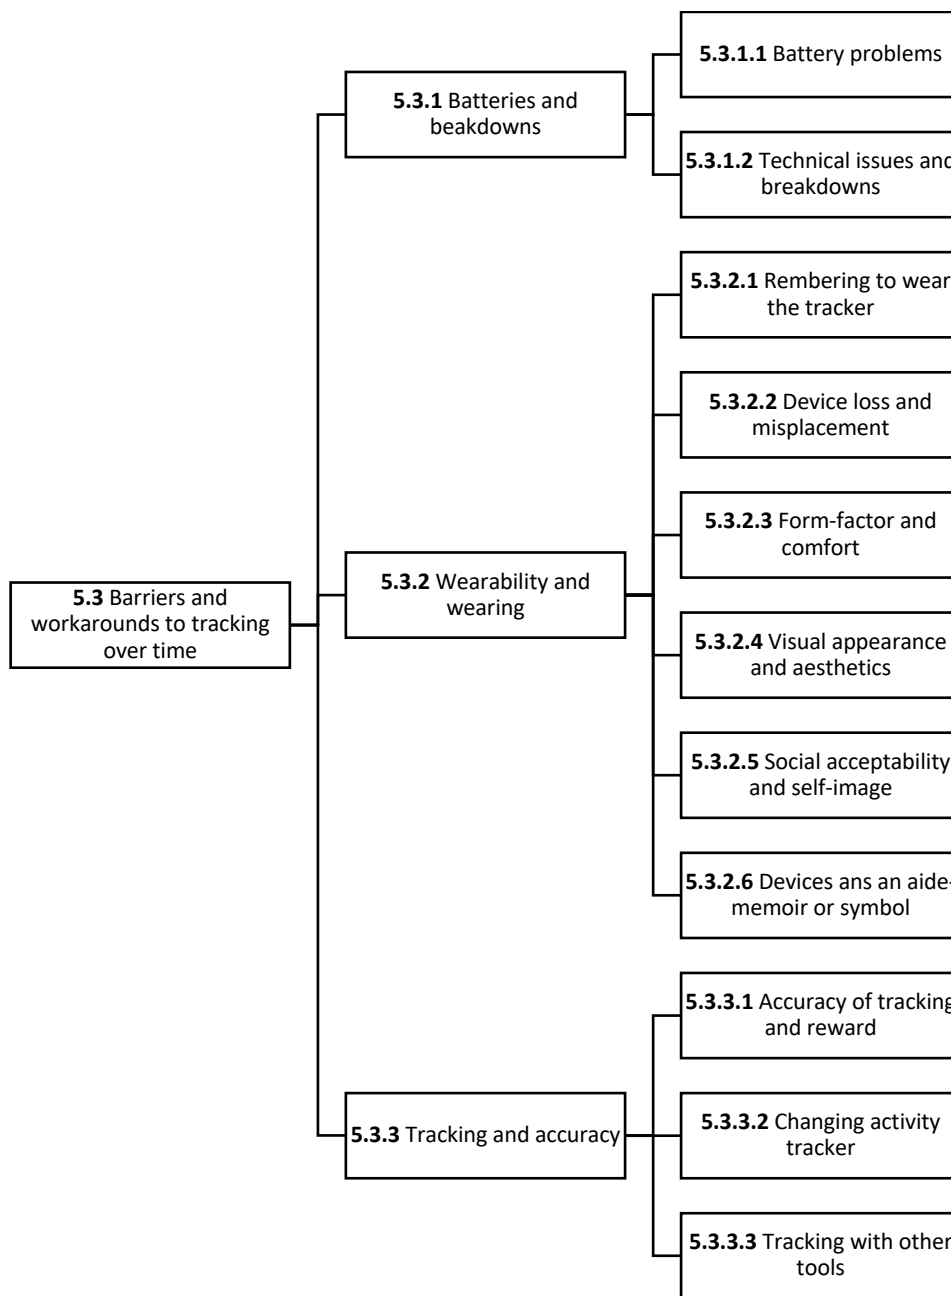 5.3 Barriers and
workarounds to tracking
over time
5.3.1 Batteries and
beakdowns
5.3.1.1 Battery problems
5.3.1.2 Technical issues and
breakdowns
5.3.2 Wearability and
wearing
5.3.2.1 Rembering to wear
the tracker
5.3.2.2 Device loss and
misplacement
5.3.2.3 Form-factor and
comfort
5.3.2.4 Visual appearance
and aesthetics
5.3.2.5 Social acceptability
and self-image
5.3.2.6 Devices ans an aide-
memoir or symbol
5.3.3 Tracking and accuracy
5.3.3.1 Accuracy of tracking
and reward
5.3.3.2 Changing activity
tracker
5.3.3.3 Tracking with other
tools